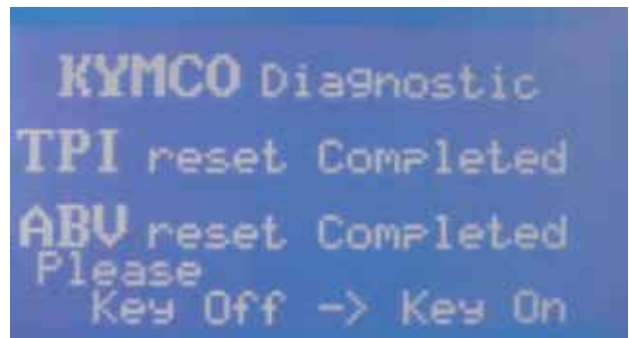 KYMCO Diagnostic
TPI reset Completed
ABV reset Completed
Please
Key Off -> Key On